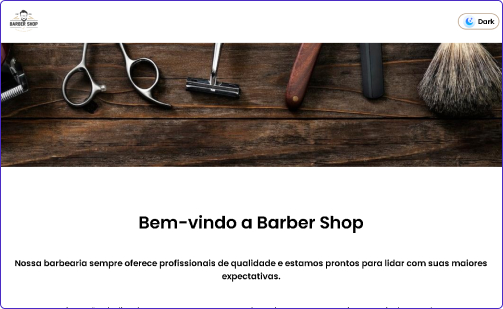 BARBER SHOP
Dark
Bem-vindo a Barber Shop
Nossa barbearia sempre oferece profissionais de qualidade e estamos prontos para lidar com suas maiores
expectativas.